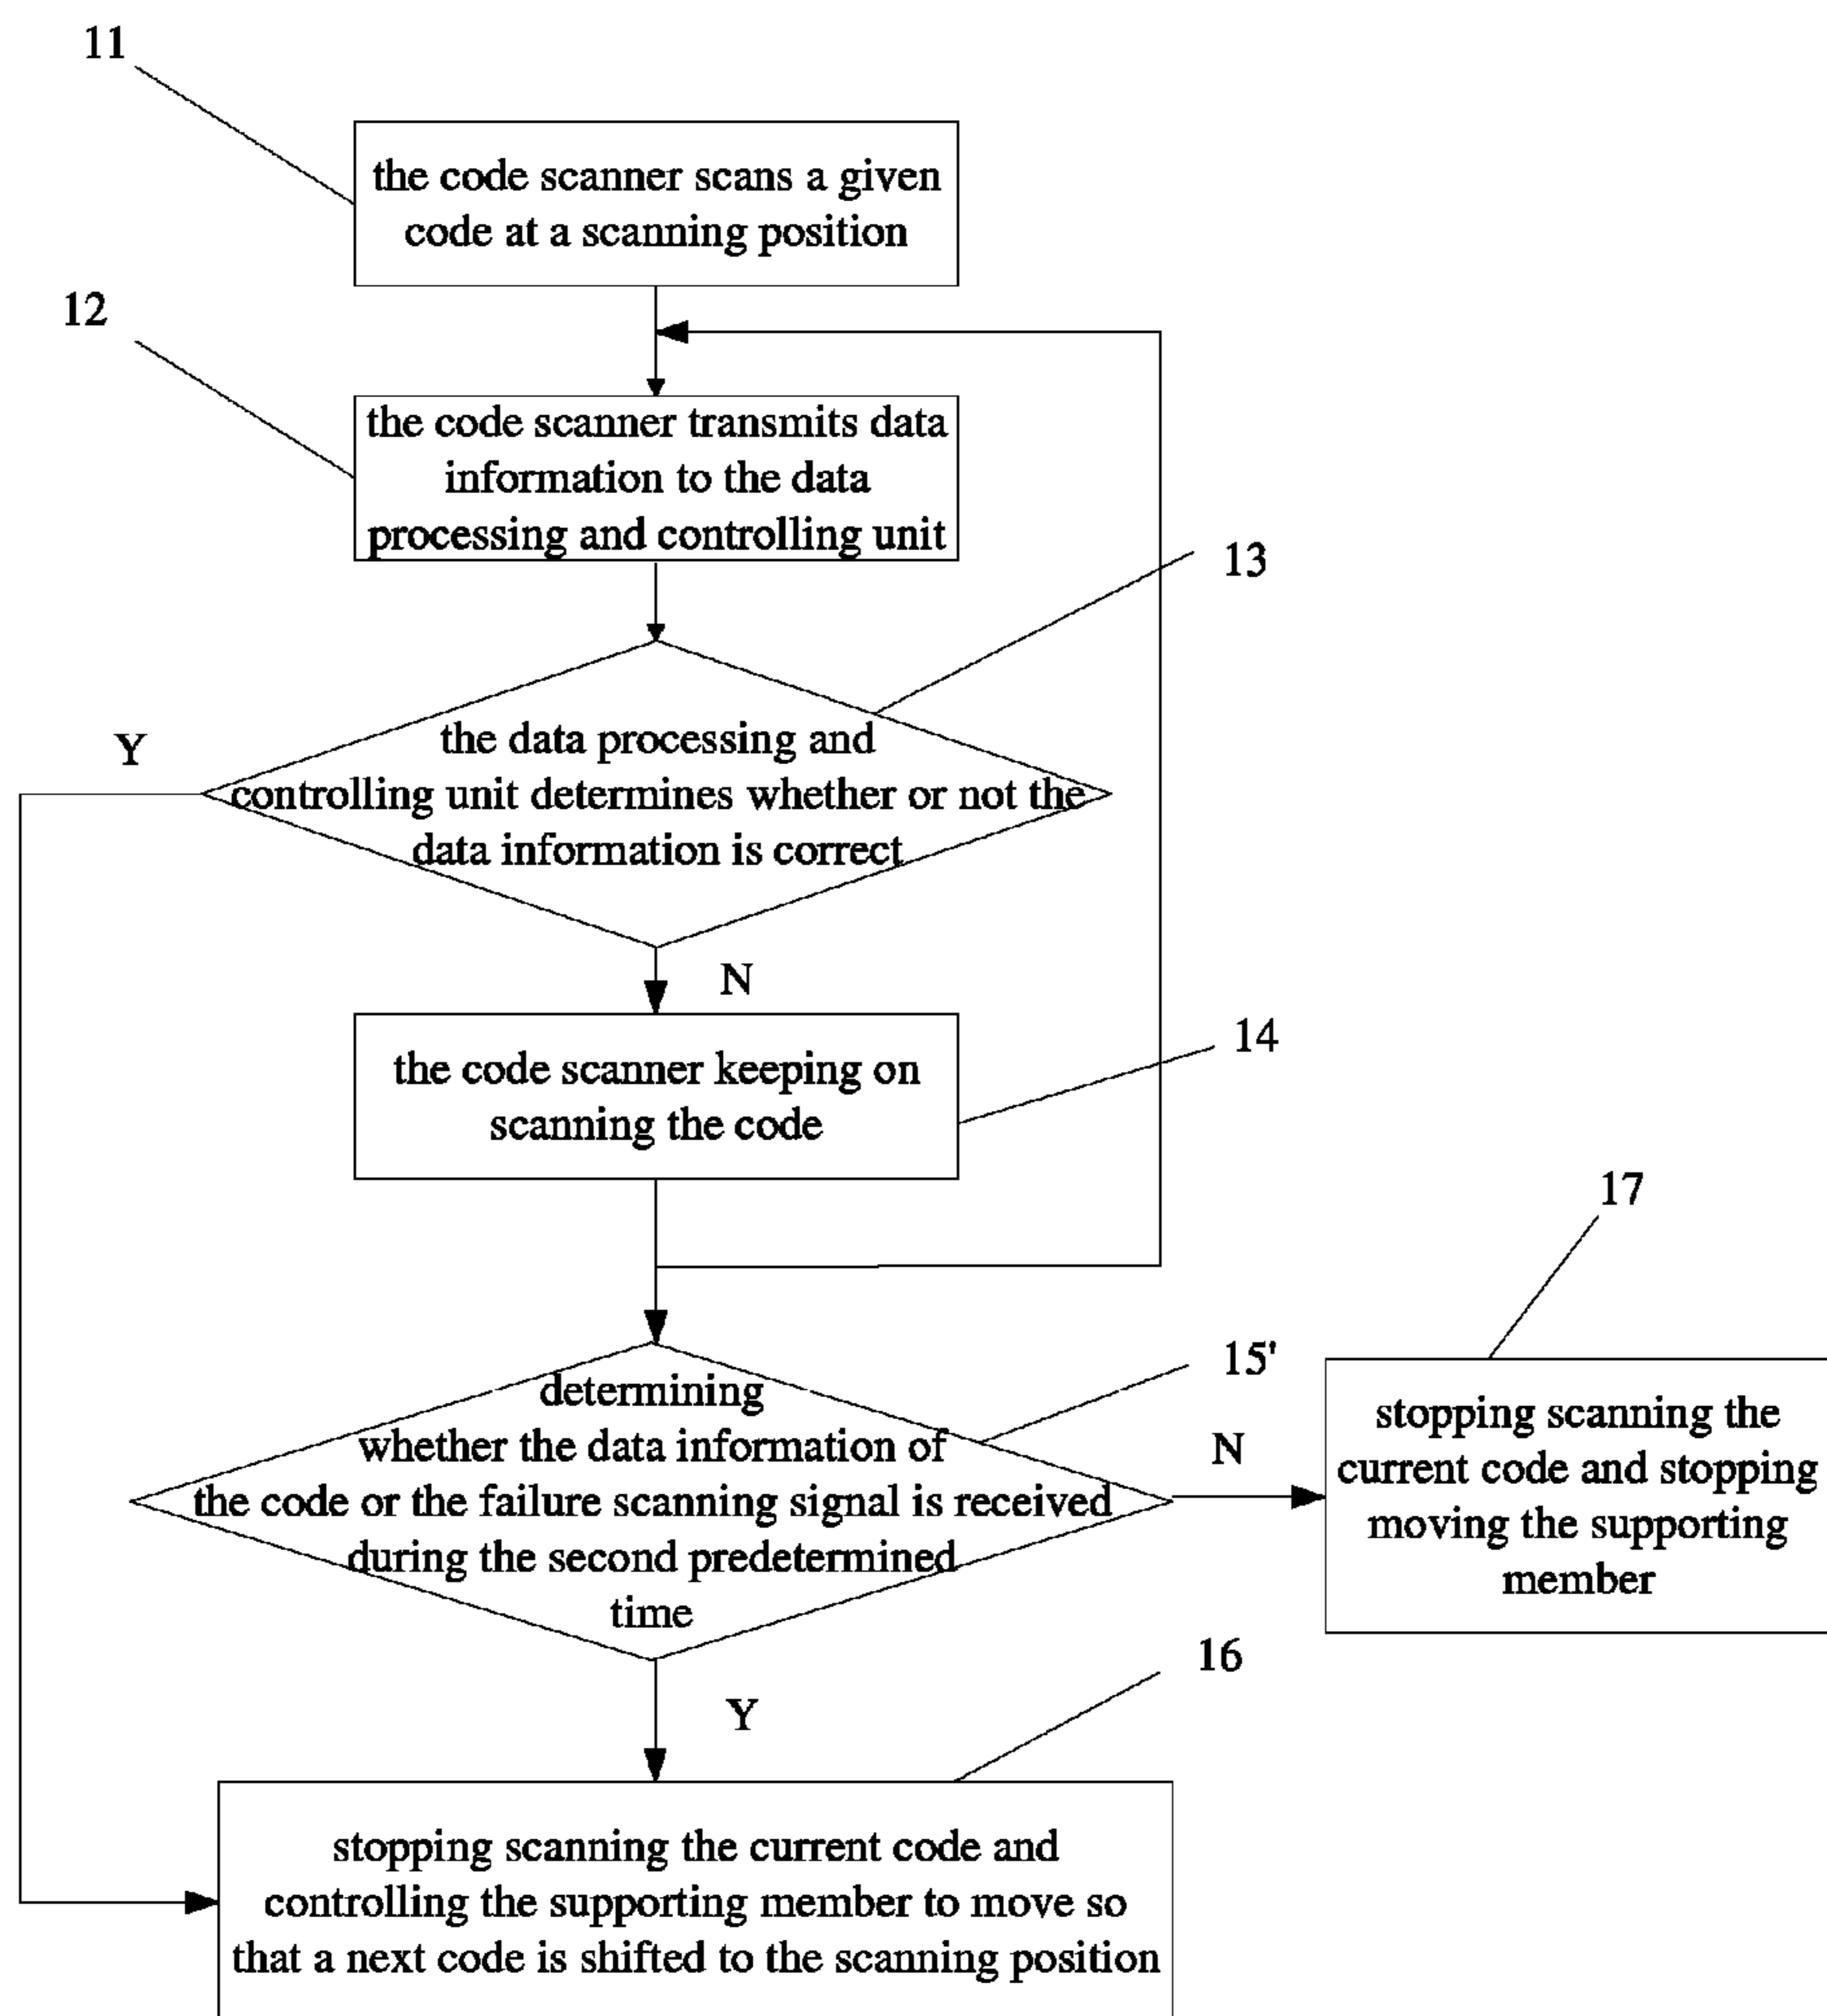 11
the code scanner scans a given
code at a scanning position
12
the code scanner transmits data
information to the data
processing and controlling unit
13
Y
the data processing and
controlling unit determines whether or not the
data information is correct
N
14
the code scanner keeping on
scanning the code
17
15'
determining
whether the data information of
the code or the failure scanning signal is received
during the second predetermined
time
N
stopping scanning the
current code and stopping
moving the supporting
member
16
Y
stopping scanning the current code and
controlling the supporting member to move so
that a next code is shifted to the scanning position